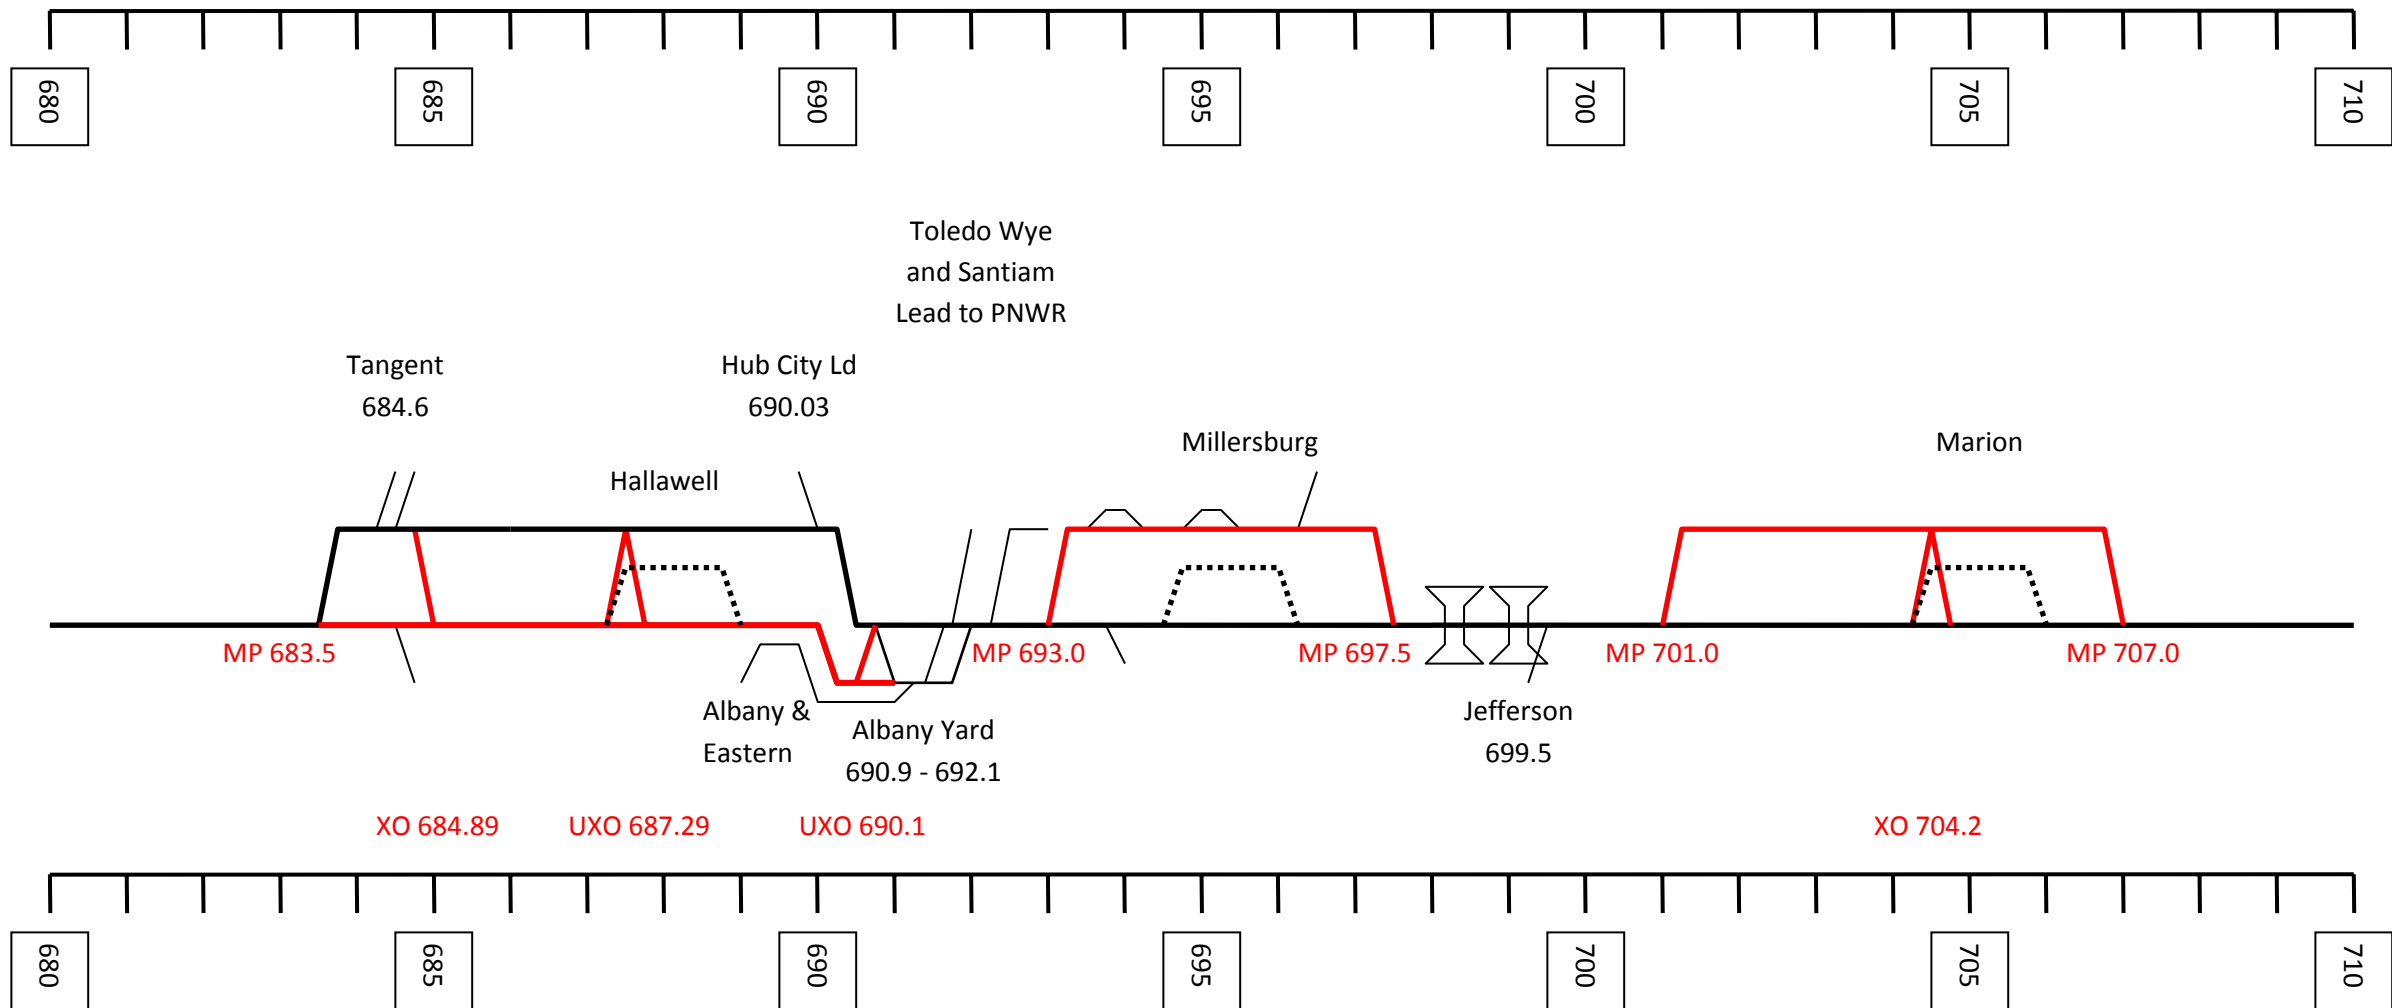 680
685
690
695
700
705
710
Toledo Wye
and Santiam
Lead to PNWR
Tangent
684.6
Hub City Ld
690.03
Hallawell
Millersburg
Marion
MP 683.5
MP 693.0
MP 697.5
MP 701.0
MP 707.0
Albany &
Eastern
Albany Yard
690.9 - 692.1
Jefferson
699.5
XO 684.89
UXO 687.29
UXO 690.1
XO 704.2
680
685
690
695
700
705
710